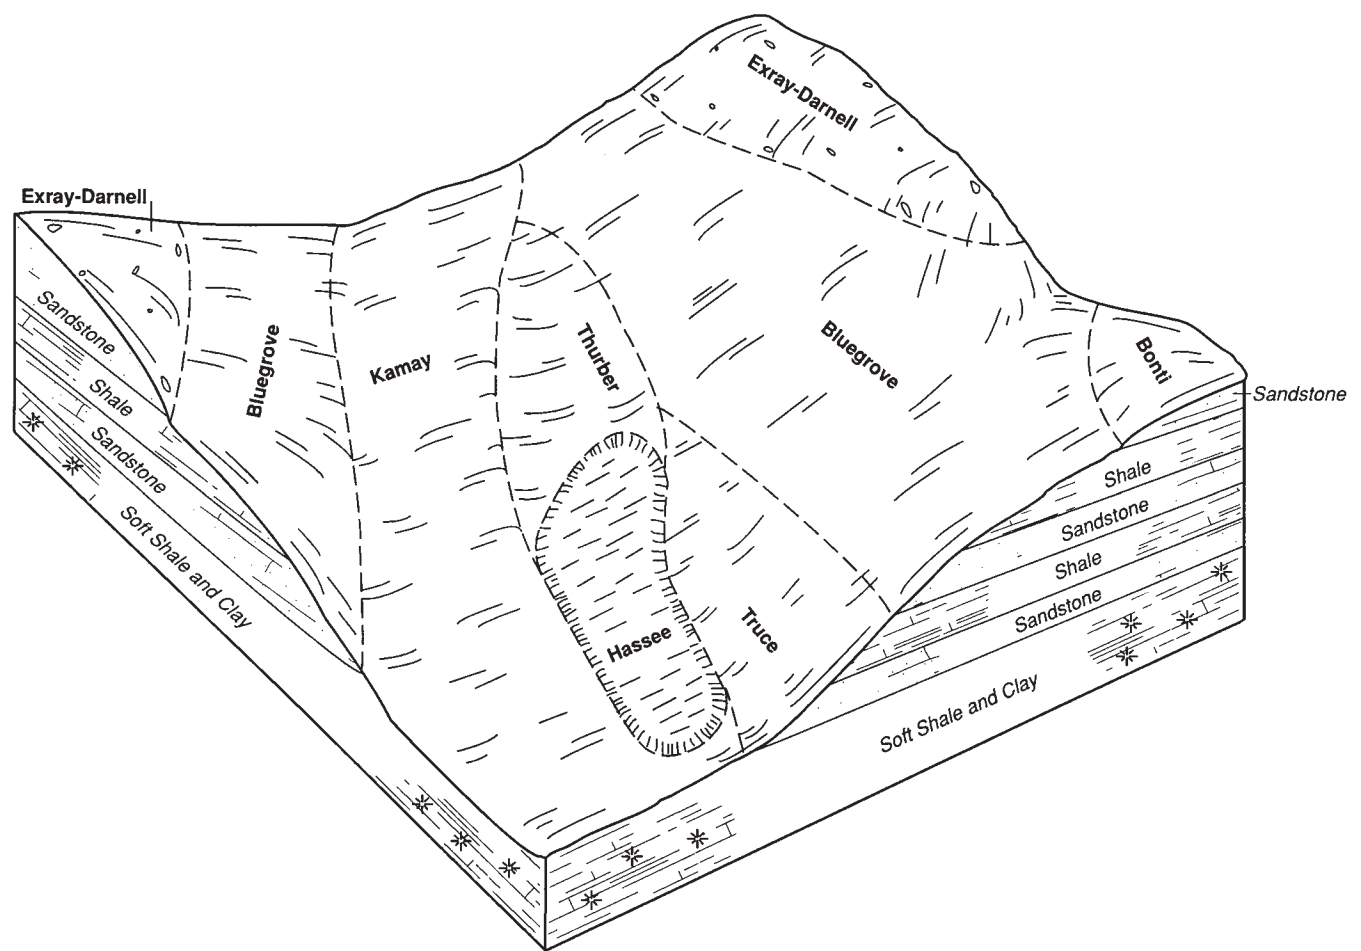 Exray-Darnell
Exray-Darnell
Bluegrove
Kamay
Thurber
Bluegrove
Bonti
Hassee
Truce
Sandstone
Shale
Sandstone
Soft Shale and Clay
Sandstone
Shale
Sandstone
Shale
Sandstone
Soft Shale and Clay